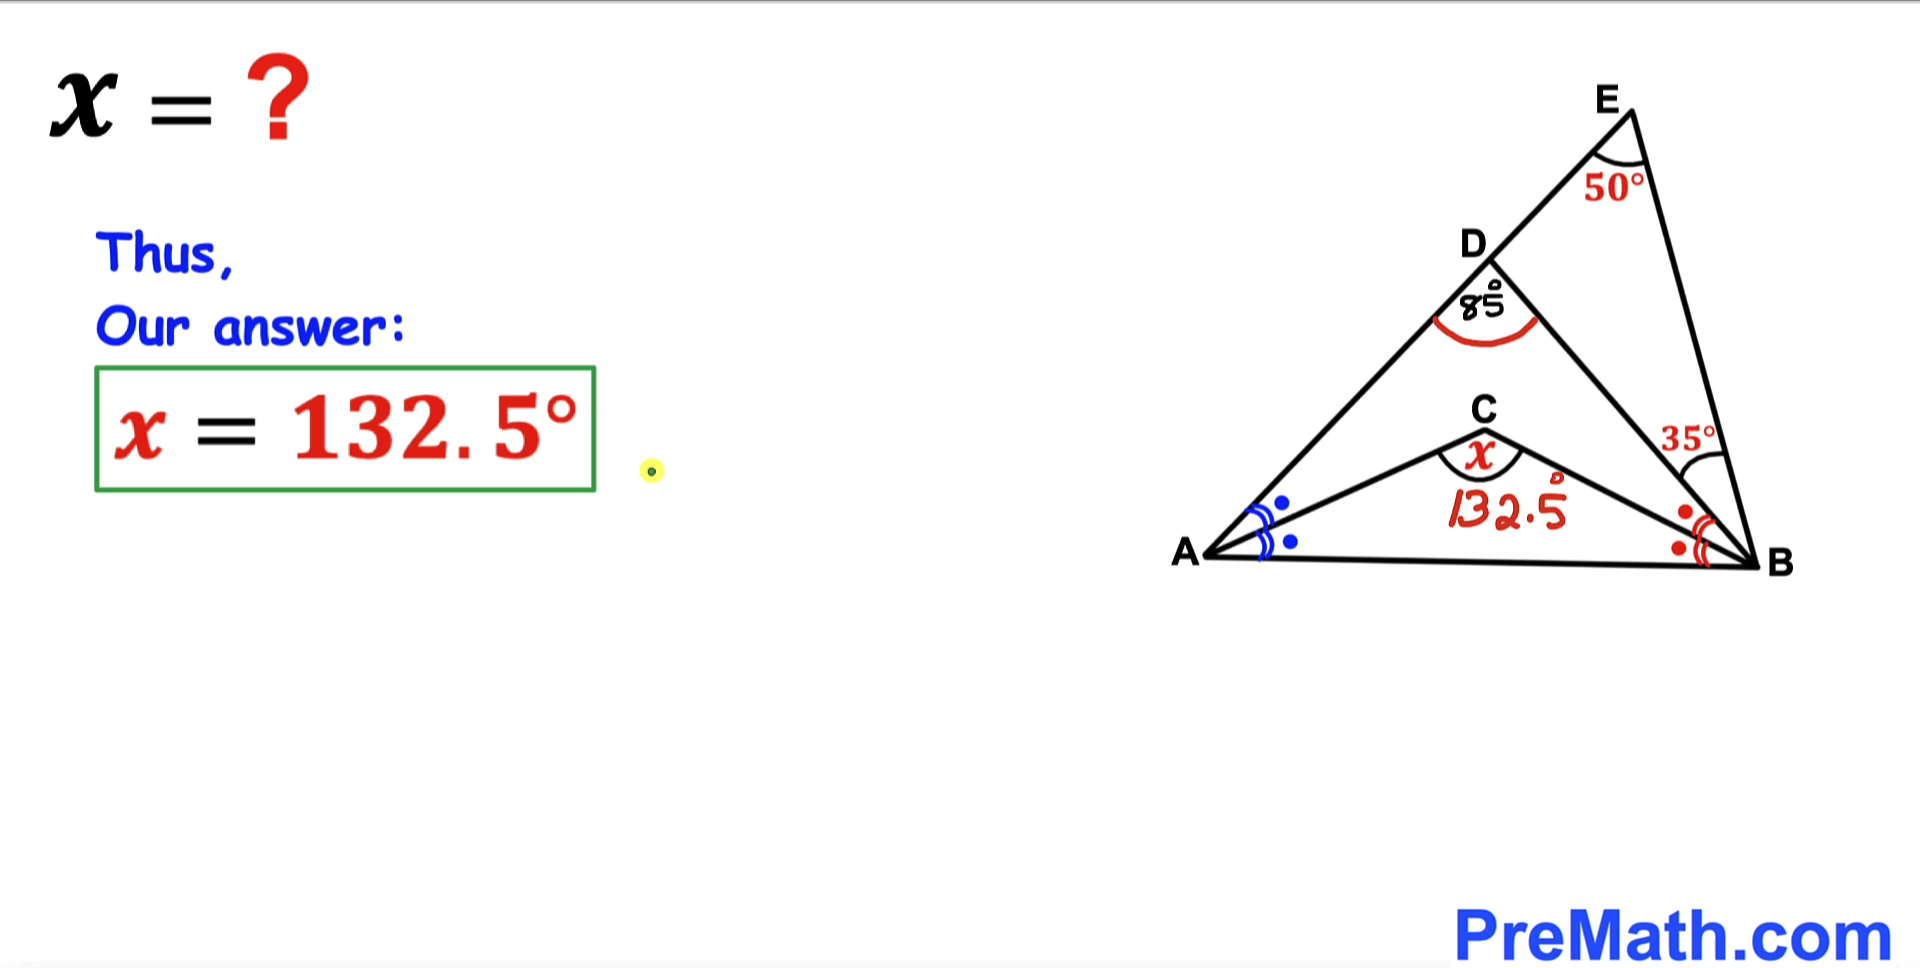 x = ?
Thus,
Our answer:
x = 132.5°
E
50°
D
85°
C
35°
x
132.5°
A
B
PreMath.com